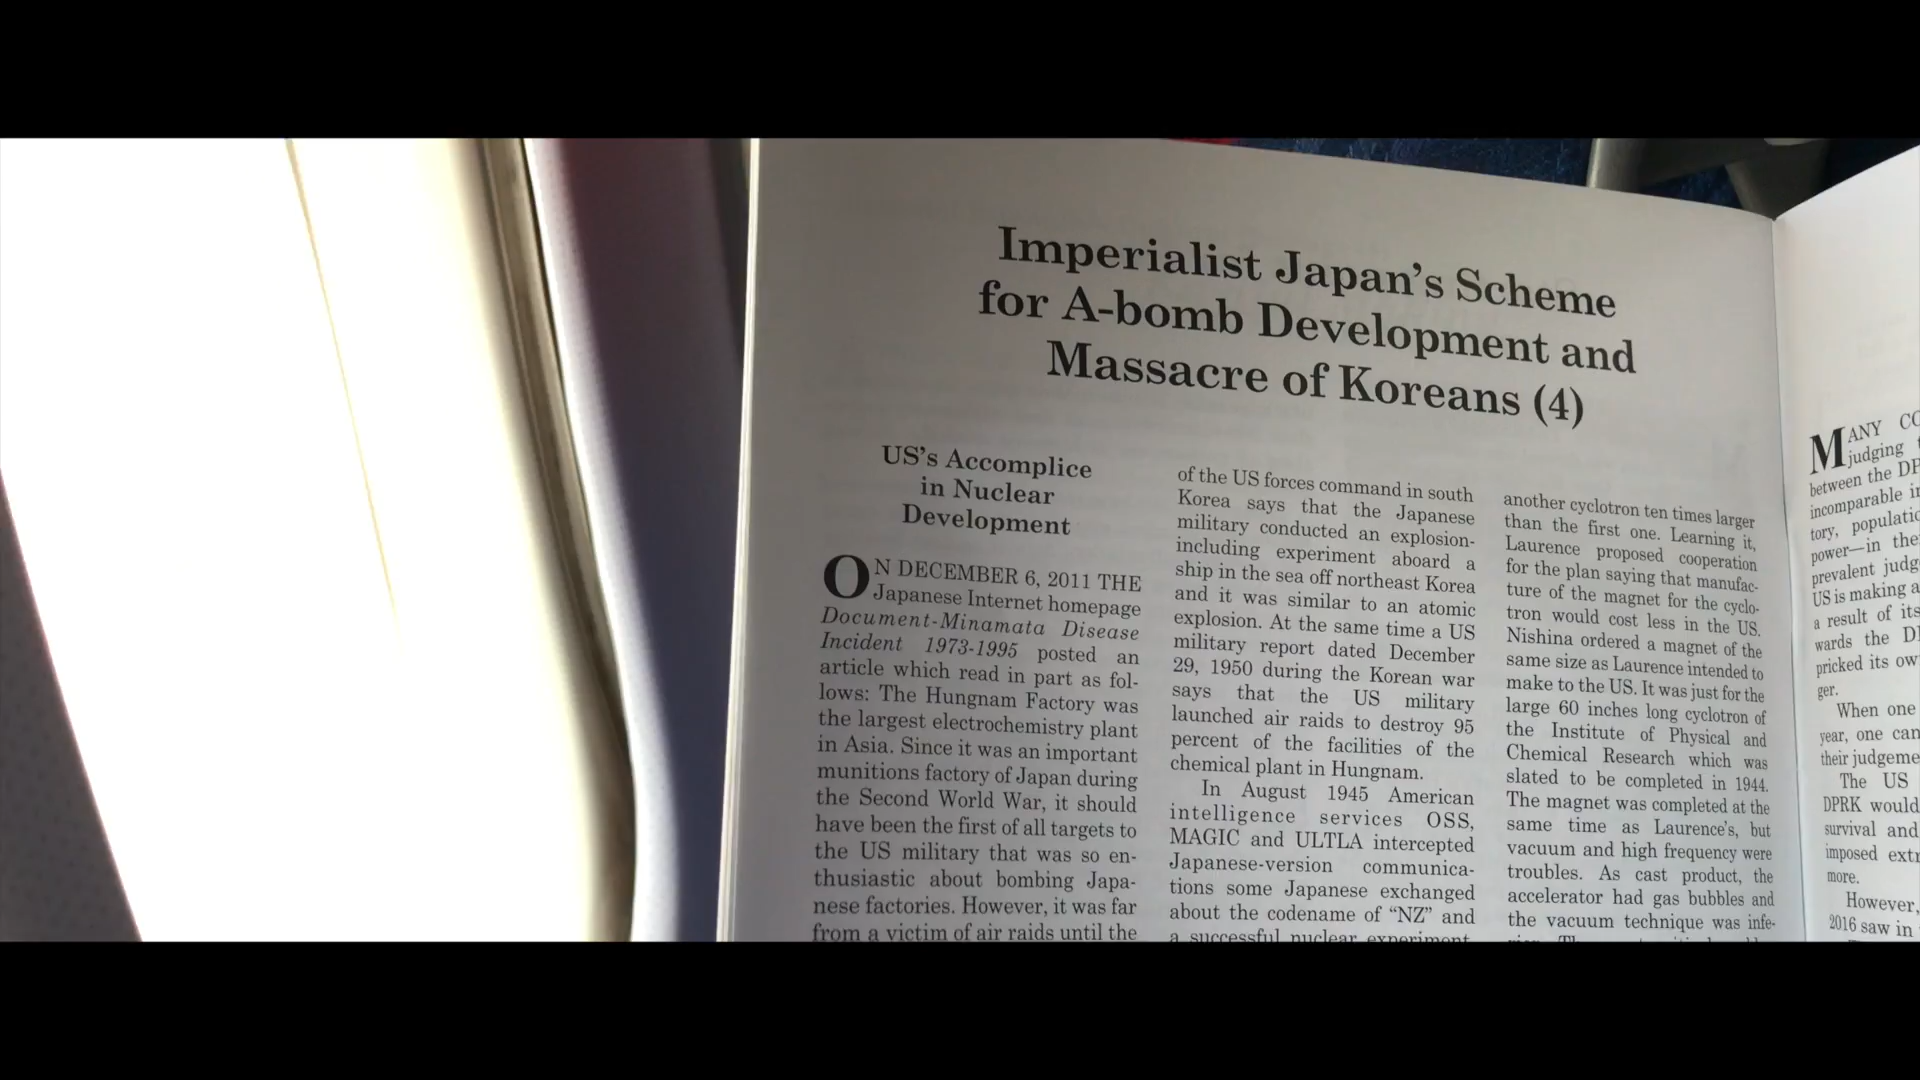 Imperialist Japan's Scheme
for A-bomb Development and
Massacre of Koreans (4)
US's Accomplice
in Nuclear
Development
ON DECEMBER 6, 2011 THE
Japanese Internet homepage
Document-Minamata Disease
Incident 1973-1995 posted an
article which read in part as fol-
lows: The Hungnam Factory was
the largest electrochemistry plant
in Asia. Since it was an important
munitions factory of Japan during
the Second World War, it should
have been the first of all targets to
the US military that was so en-
thusiastic about bombing Japa-
nese factories. However, it was far
from a victim of air raids until the
of the US forces command in south
Korea says that the Japanese
military conducted an explosion-
including experiment aboard a
ship in the sea off northeast Korea
and it was similar to an atomic
explosion. At the same time a US
military report dated December
29, 1950 during the Korean war
says that the US military
launched air raids to destroy 95
percent of the facilities of the
chemical plant in Hungnam.
In August 1945 American
intelligence services OSS,
MAGIC and ULTLA intercepted
Japanese-version communica-
tions some Japanese exchanged
about the codename of "NZ" and
a successful nuclear experiment
another cyclotron ten times larger
than the first one. Learning it,
Laurence proposed cooperation
for the plan saying that manufac-
ture of the magnet for the cyclo-
tron would cost less in the US.
Nishina ordered a magnet of the
same size as Laurence intended to
make to the US. It was just for the
large 60 inches long cyclotron of
the Institute of Physical and
Chemical Research which was
slated to be completed in 1944.
The magnet was completed at the
same time as Laurence's, but
vacuum and high frequency were
troubles. As cast product, the
accelerator had gas bubbles and
the vacuum technique was infe-
MANY
judging
between the
incomparable
tory,
power—in
prevalent
US is making a
a result of its
wards the
pricked its
ger.
When one
year, one can
their judgeme
The US
DPRK would
survival and
imposed
more.
However,
2016 saw in